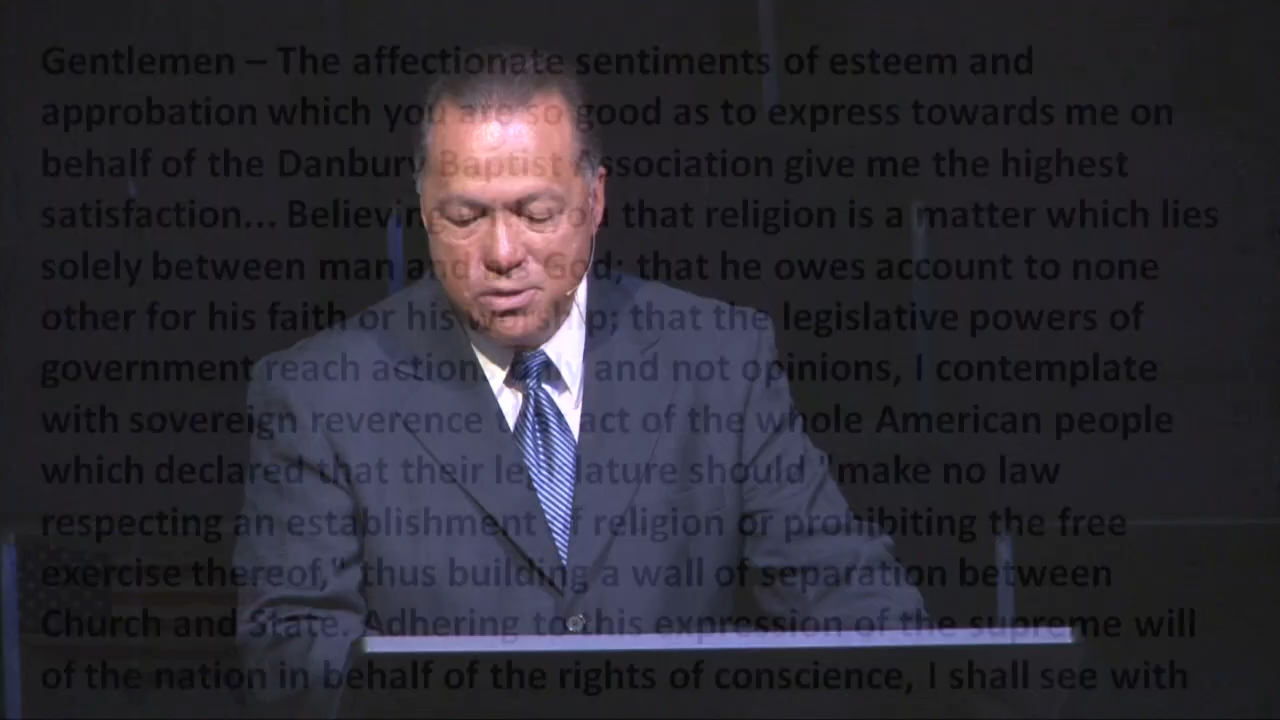 Gentlemen – The affectionate sentiments of esteem and
approbation which you are so good as to express towards me on
behalf of the Danbury Baptist Association give me the highest
satisfaction... Believing you that religion is a matter which lies
solely between man and God; that he owes account to none
other for his faith or his worship; that the legislative powers of
government reach actions only and not opinions, I contemplate
with sovereign reverence that act of the whole American people
which declared that their legislature should "make no law
respecting an establishment of religion or prohibiting the free
exercise thereof," thus building a wall of separation between
Church and State. Adhering to this expression of the supreme will
of the nation in behalf of the rights of conscience, I shall see with